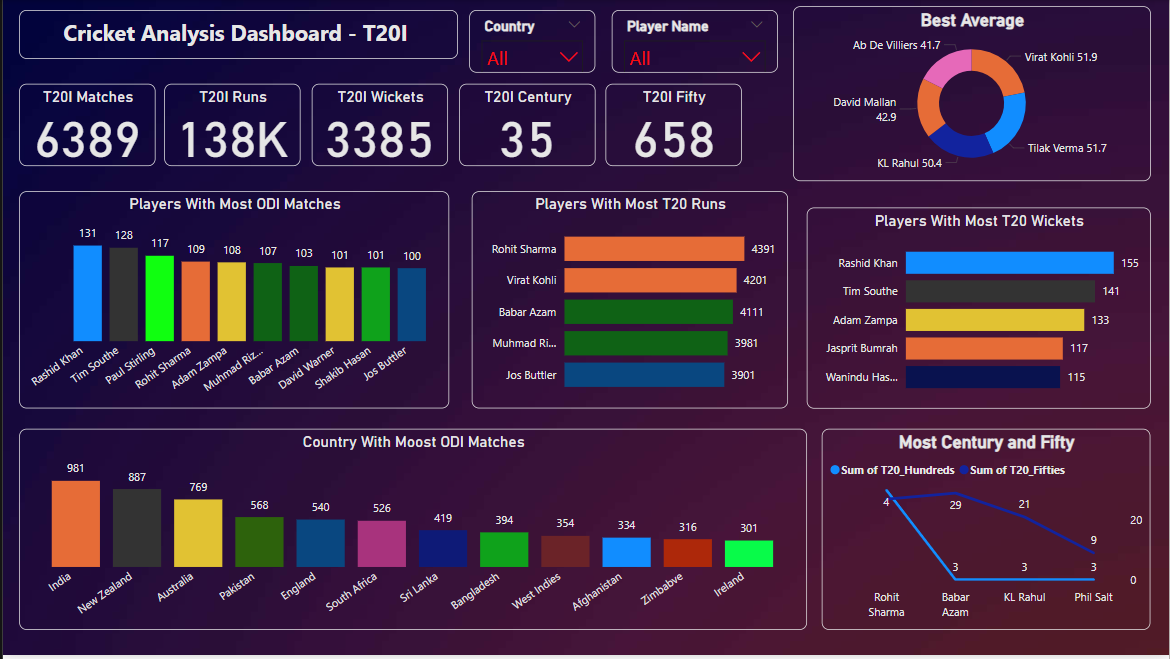 Cricket Analysis Dashboard - T20I
Country
All
Player Name
All
T20I Matches
6389
T20I Runs
138K
T20I Wickets
3385
T20I Century
35
T20I Fifty
658
Best Average
Ab De Villiers 41.7
Virat Kohli 51.9
David Mallan
42.9
Tilak Verma 51.7
KL Rahul 50.4
Players With Most ODI Matches
131
128
117
109
108
107
103
101
101
100
Rashid Khan
Tim Southe
Paul Stirling
Rohit Sharma
Adam Zampa
Muhmad Riz...
Babar Azam
David Warner
Shakib Hasan
Jos Buttler
Players With Most T20 Runs
Rohit Sharma 4391
Virat Kohli 4201
Babar Azam 4111
Muhmad Ri... 3981
Jos Buttler 3901
Players With Most T20 Wickets
Rashid Khan 155
Tim Southe 141
Adam Zampa 133
Jasprit Bumrah 117
Wanindu Has... 115
Country With Moost ODI Matches
981
887
769
568
540
526
419
394
354
334
316
301
India
New Zealand
Australia
Pakistan
England
South Africa
Sri Lanka
Bangladesh
West Indies
Afghanistan
Zimbabve
Ireland
Most Century and Fifty
Sum of T20_Hundreds Sum of T20_Fifties
4
29
21
9
3
3
3
20
0
Rohit
Sharma
Babar
Azam
KL Rahul
Phil Salt